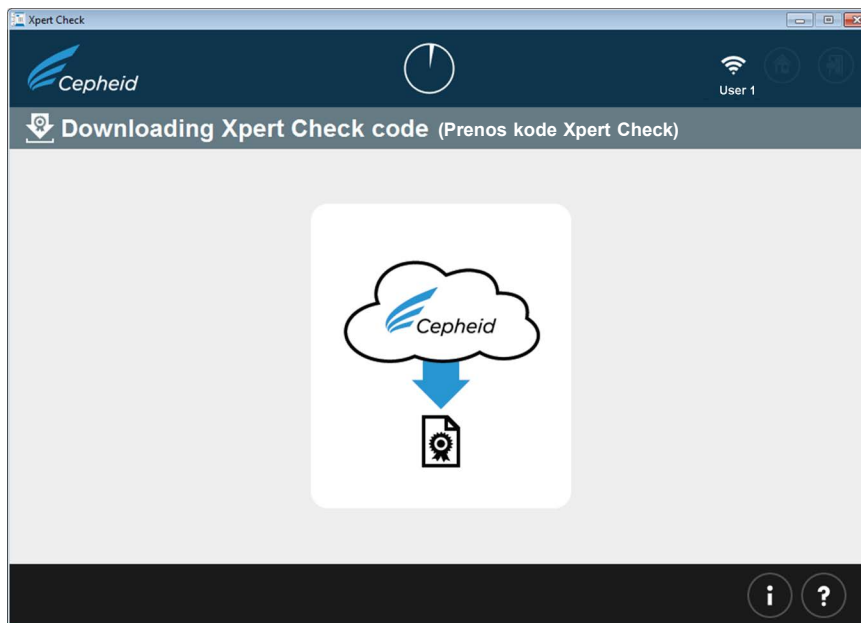 Xpert Check
Cepheid
User 1
Downloading Xpert Check code (Prenos kode Xpert Check)
Cepheid
i ?